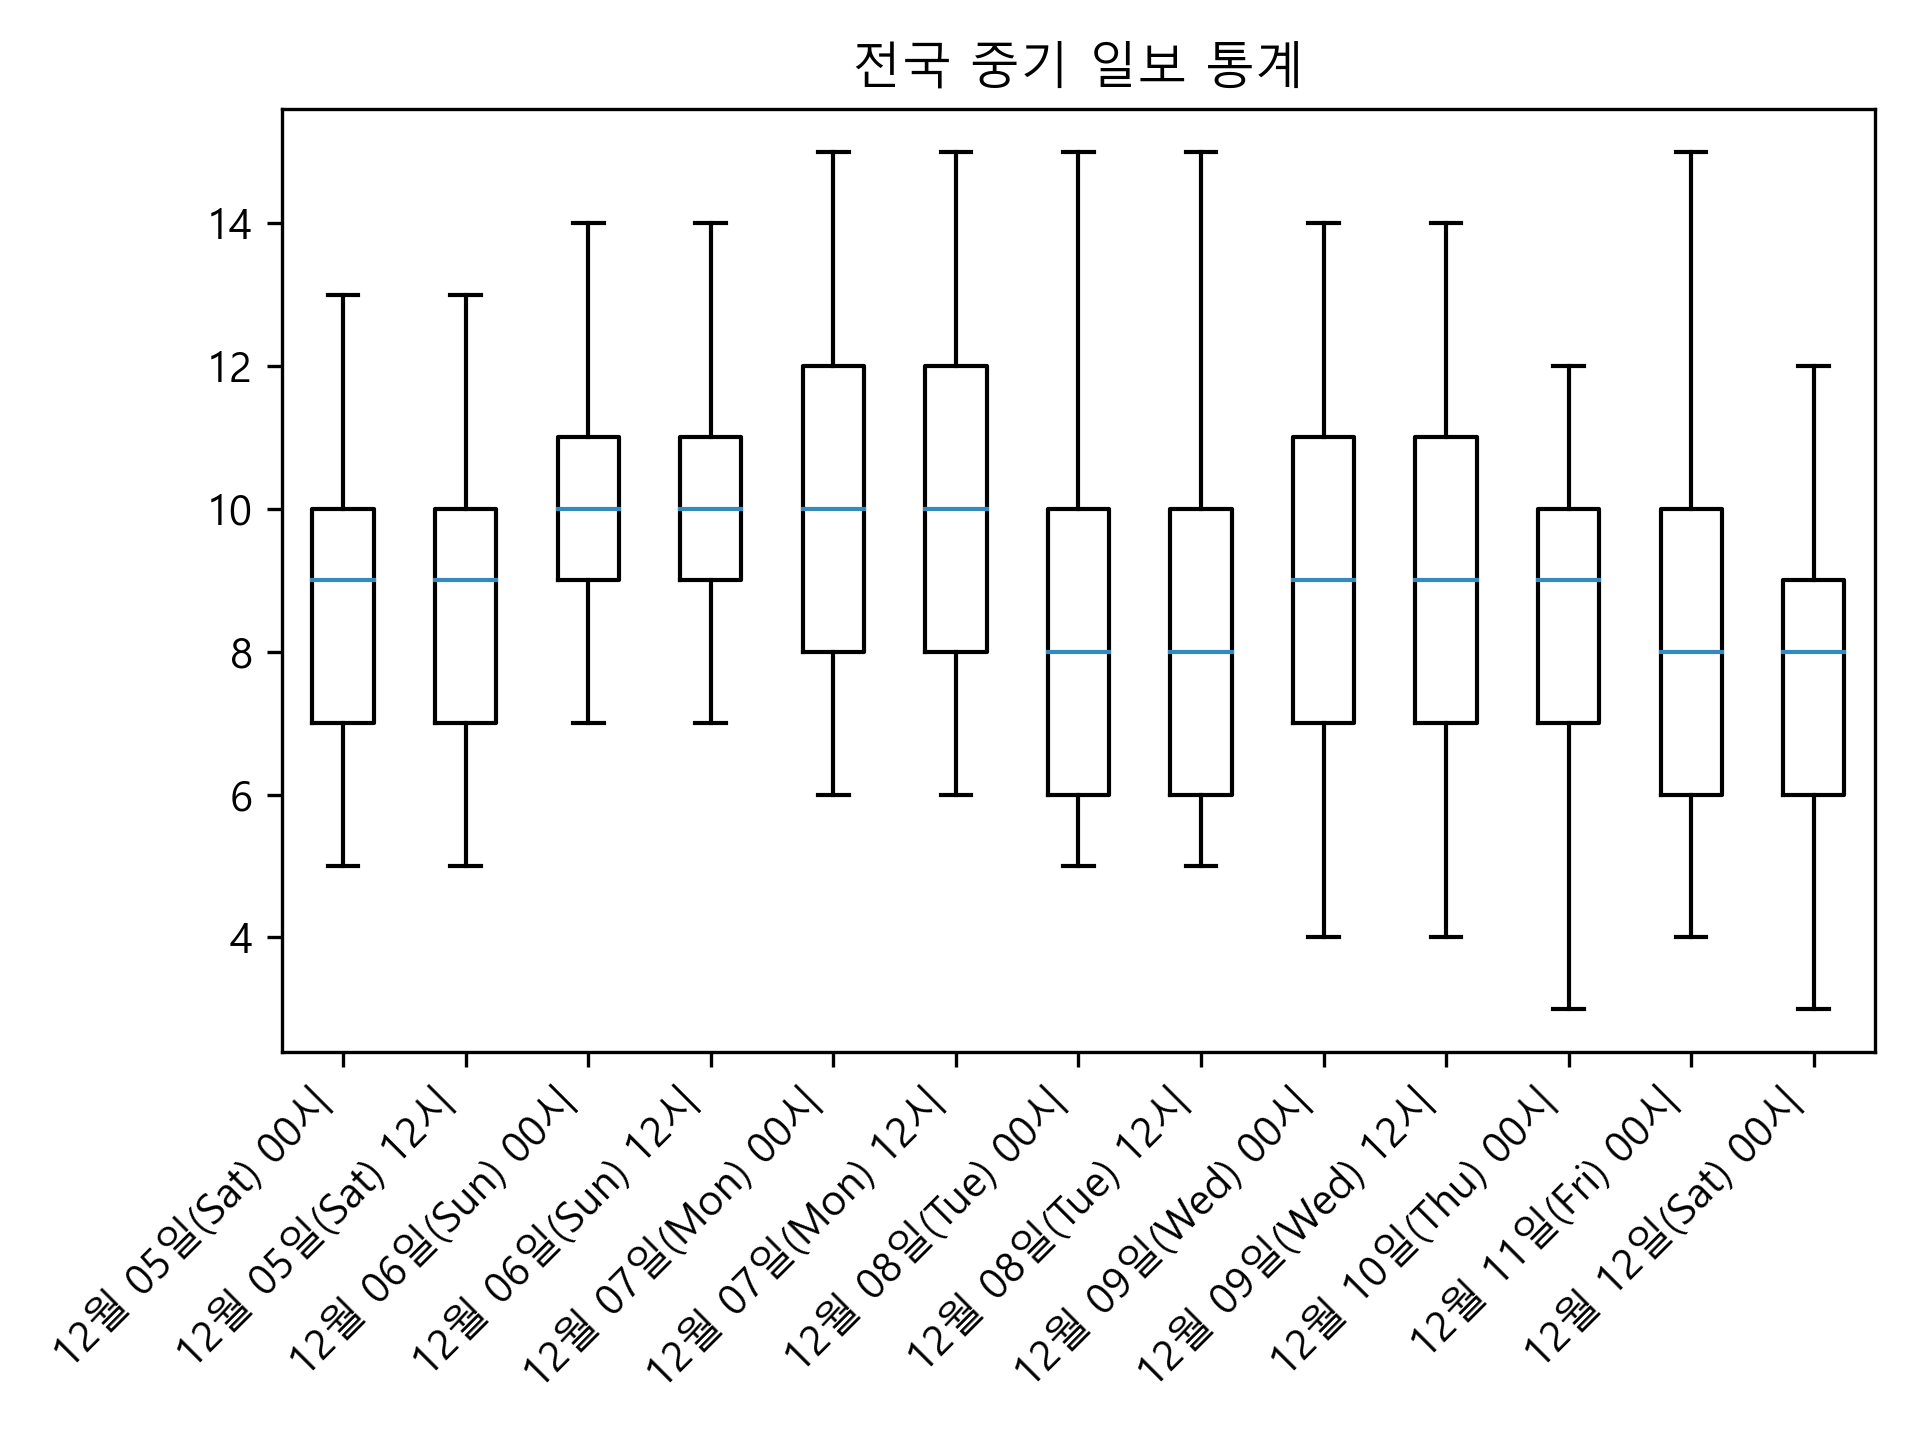 전국 중기 일보 통계
14
12
10
8
6
4
12월 05일(Sat) 00시
12월 05일(Sat) 12시
12월 06일(Sun) 00시
12월 06일(Sun) 12시
12월 07일(Mon) 00시
12월 07일(Mon) 12시
12월 08일(Tue) 00시
12월 08일(Tue) 12시
12월 09일(Wed) 00시
12월 09일(Wed) 12시
12월 10일(Thu) 00시
12월 11일(Fri) 00시
12월 12일(Sat) 00시